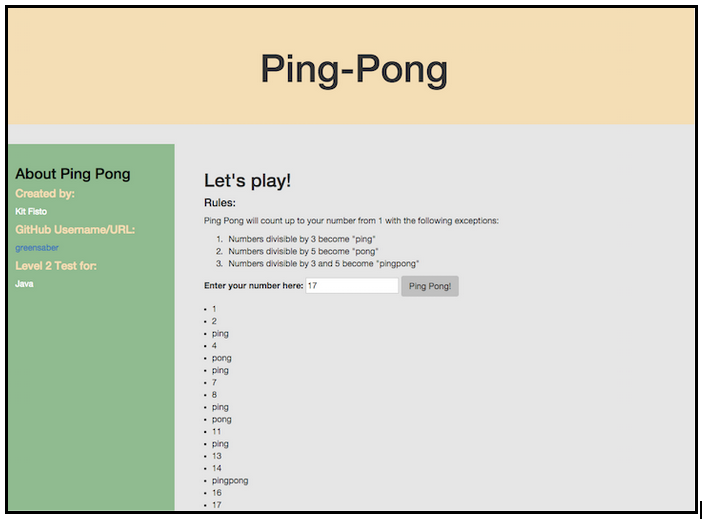 Ping-Pong
About Ping Pong
Created by:
Kit Fisto
GitHub Username/URL:
greensaber
Level 2 Test for:
Java
Let's play!
Rules:
Ping Pong will count up to your number from 1 with the following exceptions:
1. Numbers divisible by 3 become "ping"
2. Numbers divisible by 5 become "pong"
3. Numbers divisible by 3 and 5 become "pingpong"
Enter your number here: 17 Ping Pong!
• 1
• 2
• ping
• 4
• pong
• ping
• 7
• 8
• ping
• pong
• 11
• ping
• 13
• 14
• pingpong
• 16
• 17